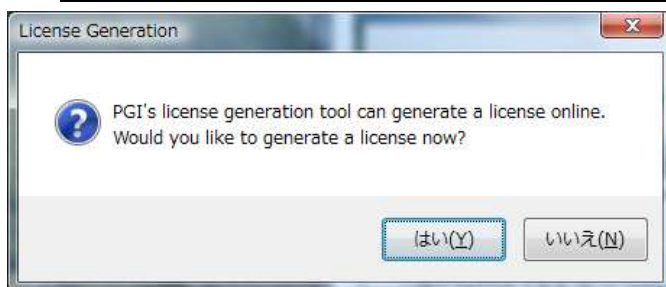 License Generation
PGI's license generation tool can generate a license online.
Would you like to generate a license now?
はい(Y)
いいえ(N)